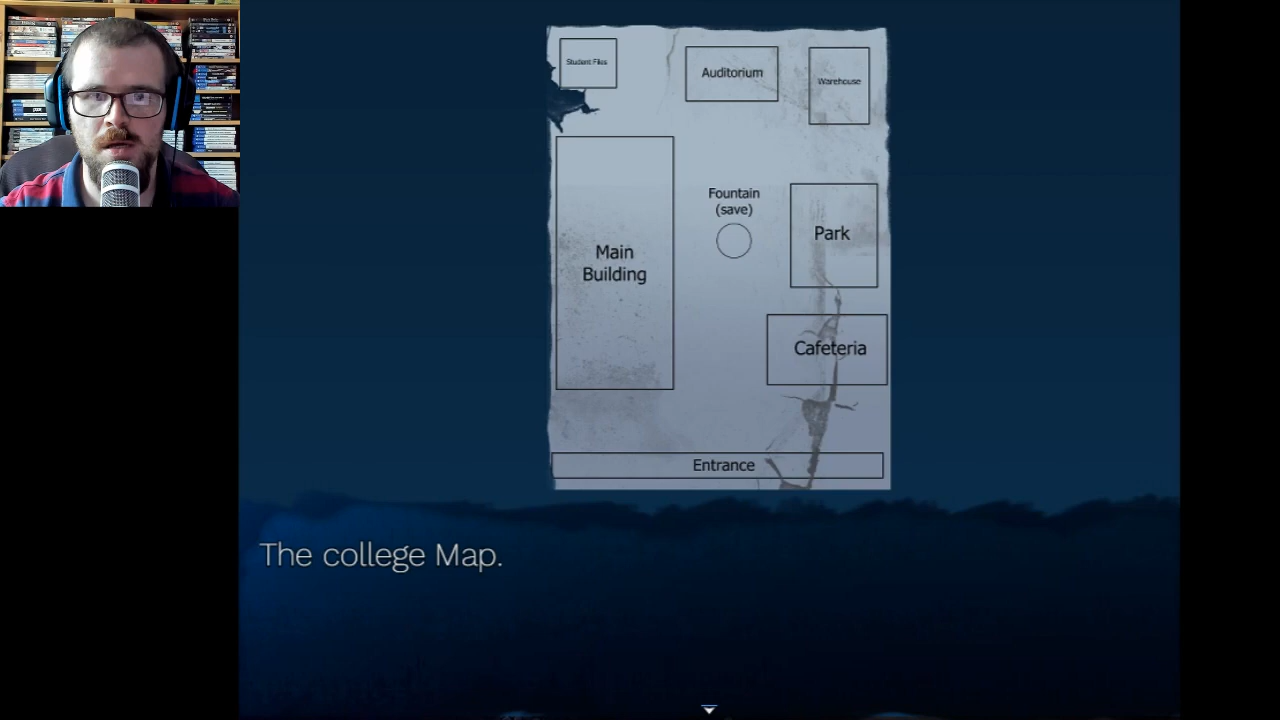 Student Files
Auditorium
Warehouse
Fountain
(save)
Park
Main
Building
Cafeteria
Entrance
The college Map.